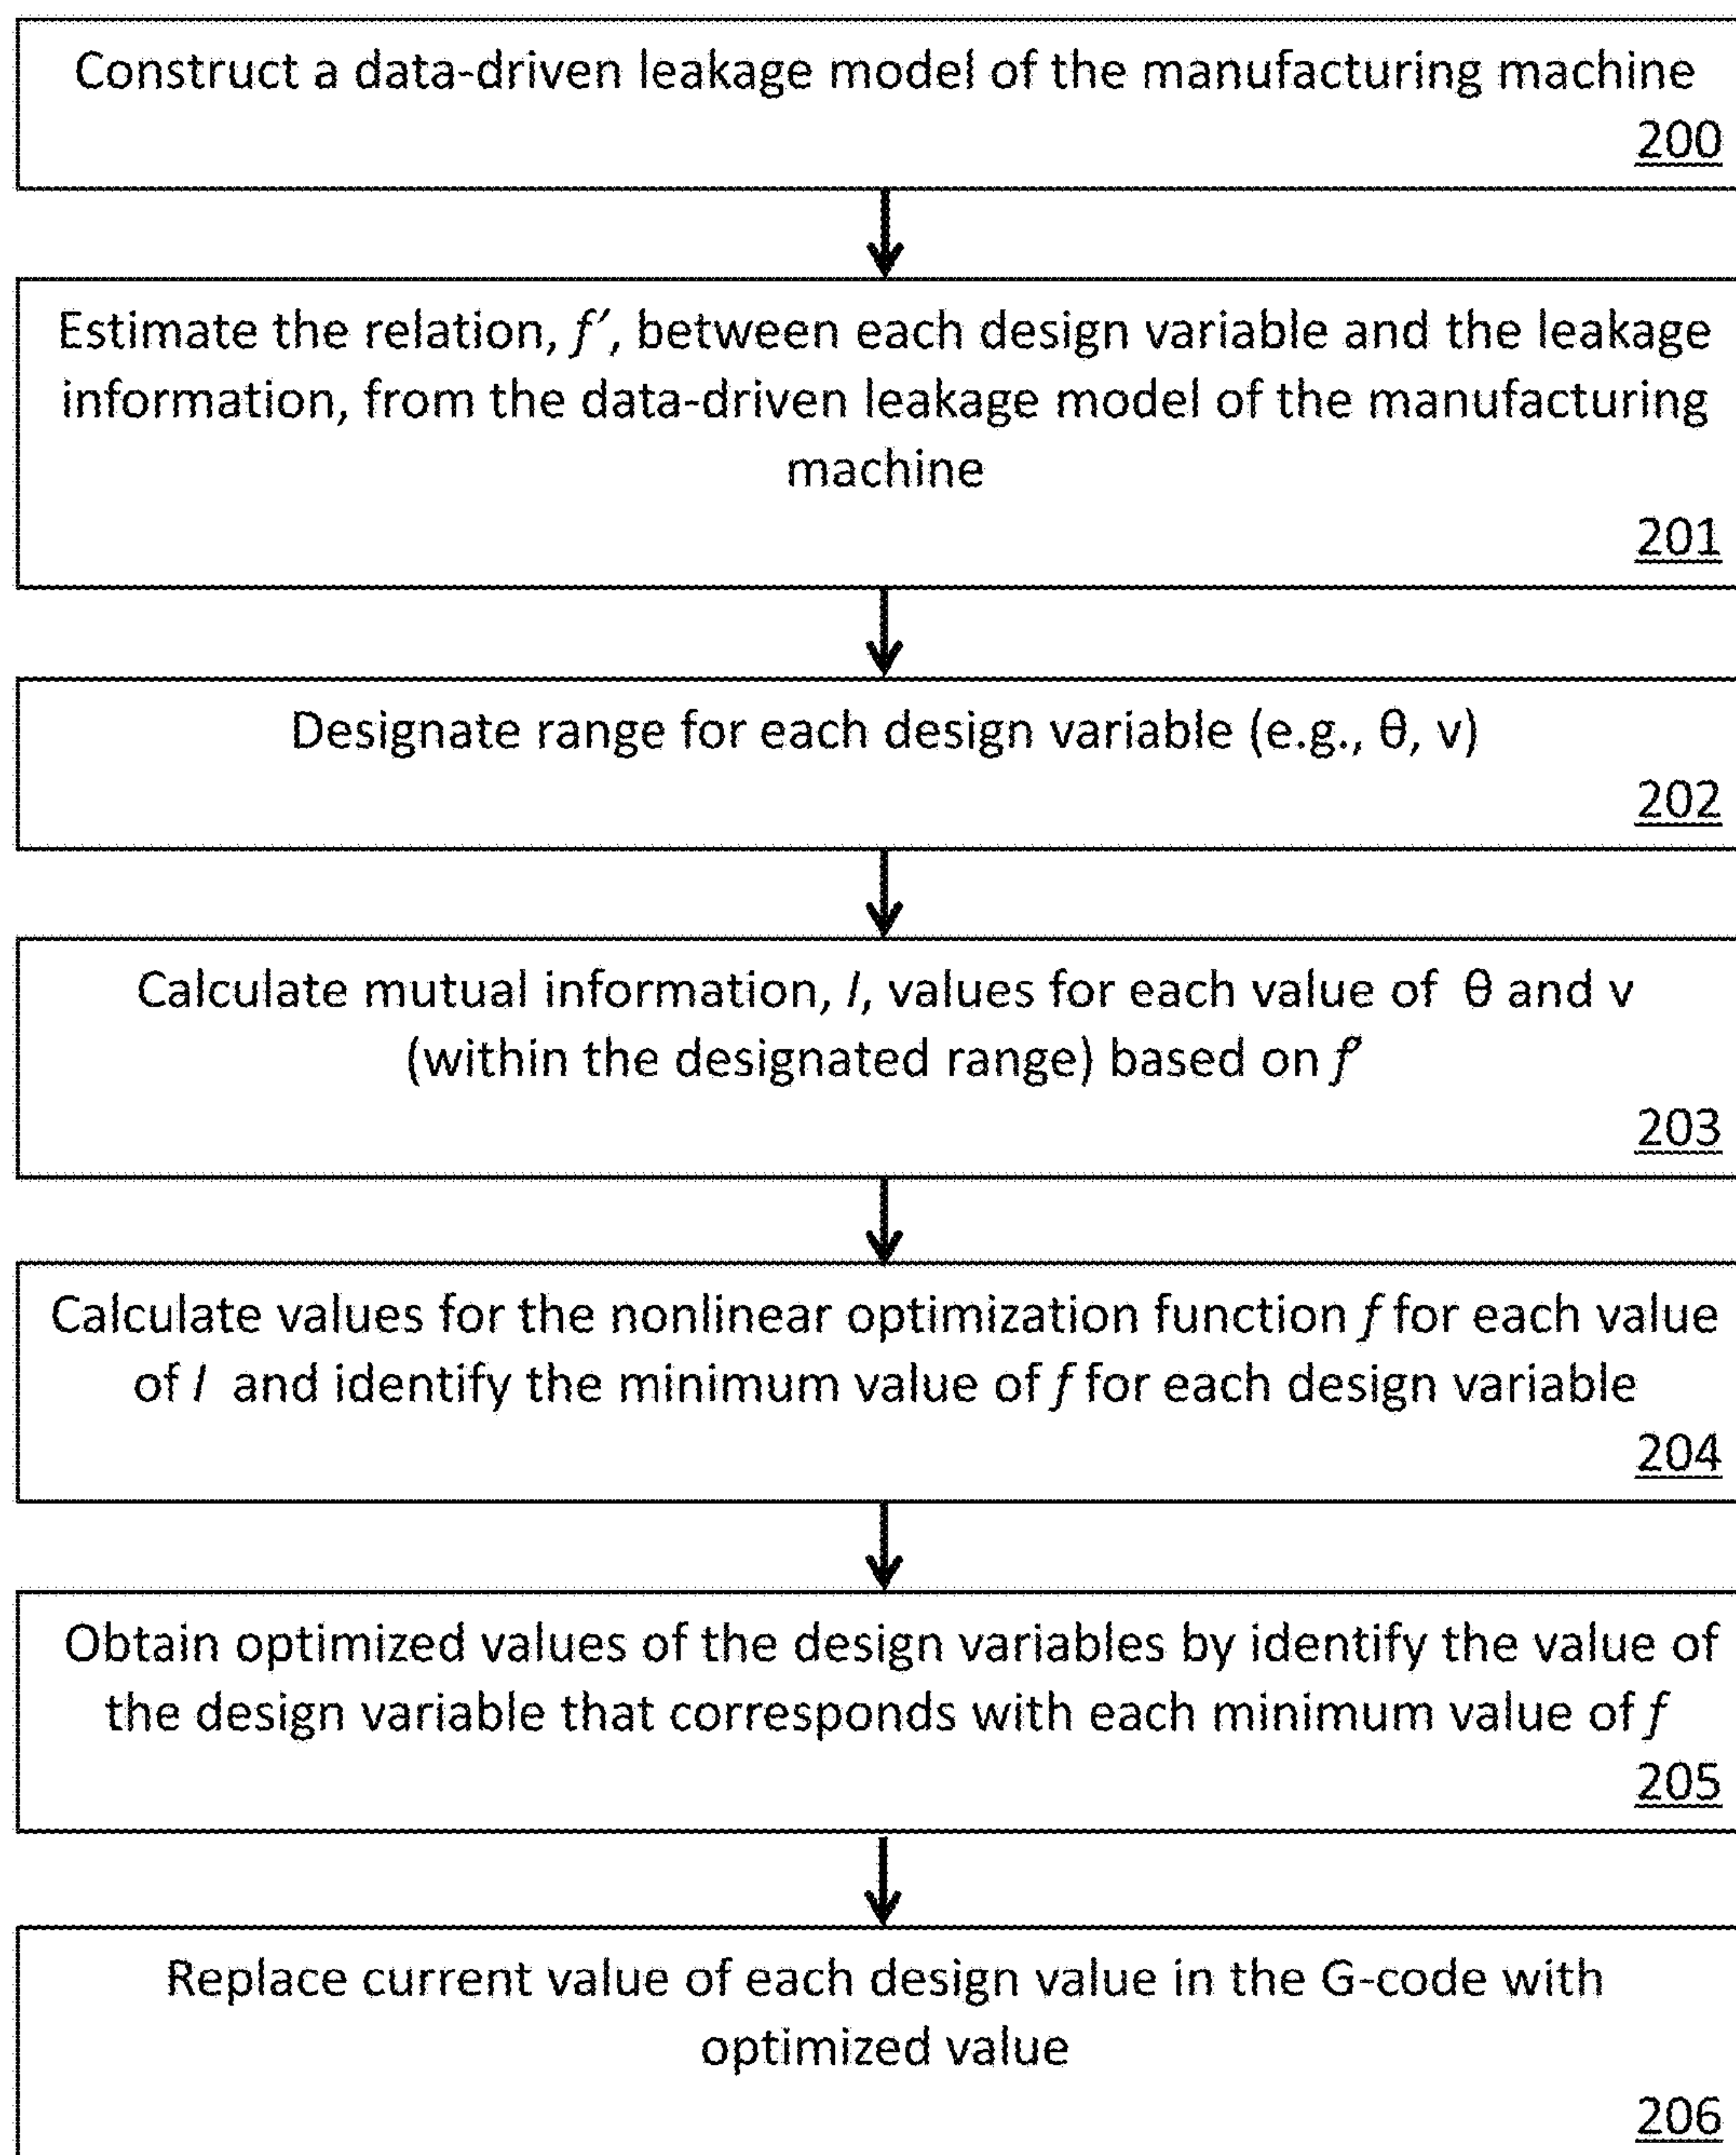 Construct a data-driven leakage model of the manufacturing machine
200
Estimate the relation, f′, between each design variable and the leakage
information, from the data-driven leakage model of the manufacturing
machine
201
Designate range for each design variable (e.g., θ, v)
202
Calculate mutual information, I, values for each value of θ and v
(within the designated range) based on f′
203
Calculate values for the nonlinear optimization function f for each value
of I and identify the minimum value of f for each design variable
204
Obtain optimized values of the design variables by identify the value of
the design variable that corresponds with each minimum value of f
205
Replace current value of each design value in the G-code with
optimized value
206